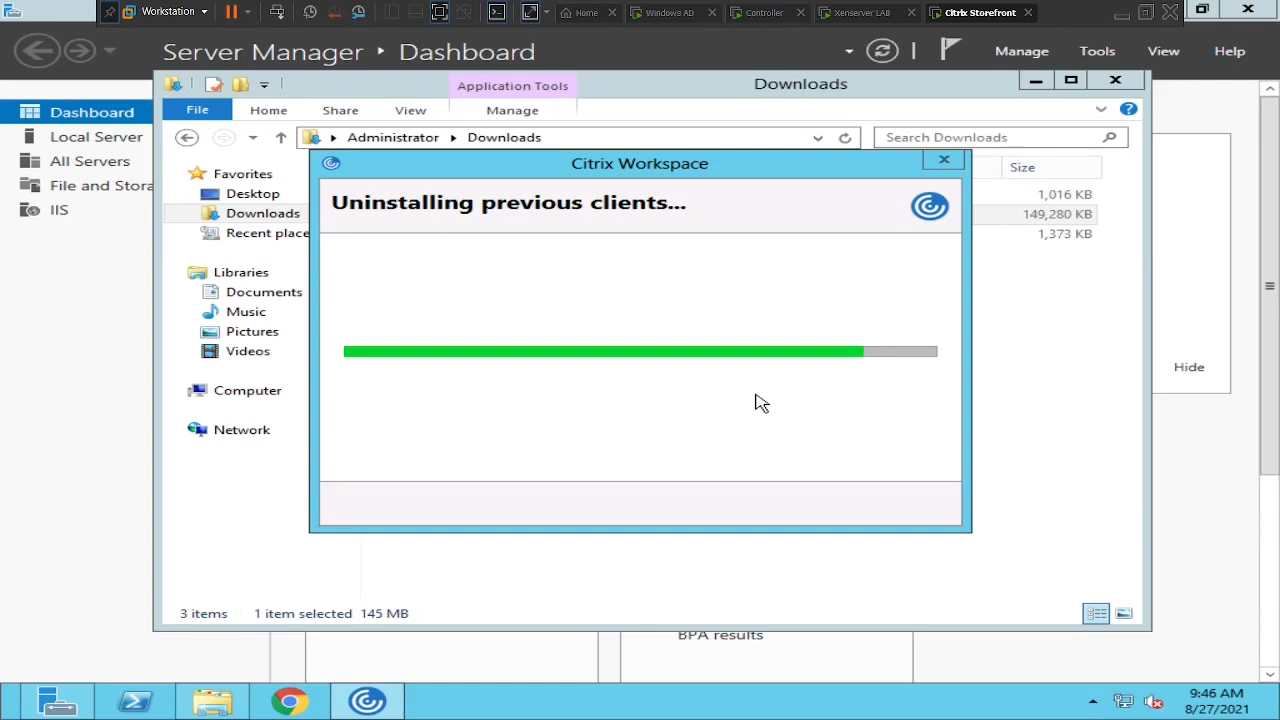 Workstation
Home
Windows AD
Controller
Xenserver LAB
Citrix Storefront
Server Manager
Dashboard
Manage
Tools
View
Help
Dashboard
Local Server
All Servers
File and Stora
IIS
Application Tools
Downloads
File
Home
Share
View
Manage
Administrator
Downloads
Search Downloads
Favorites
Desktop
Downloads
Recent place
Libraries
Documents
Music
Pictures
Videos
Computer
Network
Size
1,016 KB
149,280 KB
1,373 KB
Citrix Workspace
Uninstalling previous clients...
Hide
3 items
1 item selected 145 MB
BPA results
9:46 AM
8/27/2021